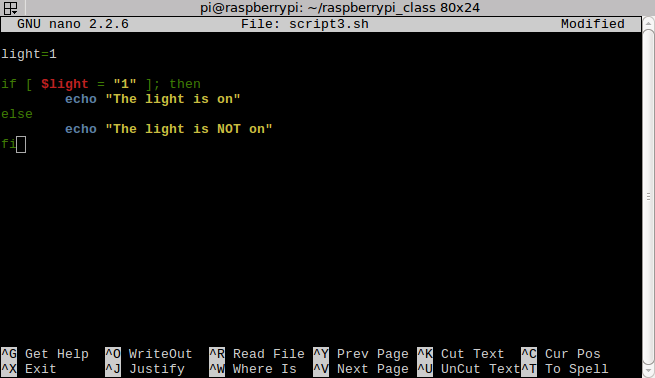 pi@raspberrypi: ~/raspberrypi_class 80x24
GNU nano 2.2.6 File: script3.sh Modified
light=1
if [ $light = "1" ]; then
echo "The light is on"
else
echo "The light is NOT on"
fi
^G Get Help ^O WriteOut ^R Read File ^Y Prev Page ^K Cut Text ^C Cur Pos
^X Exit ^J Justify ^W Where Is ^V Next Page ^U UnCut Text ^T To Spell